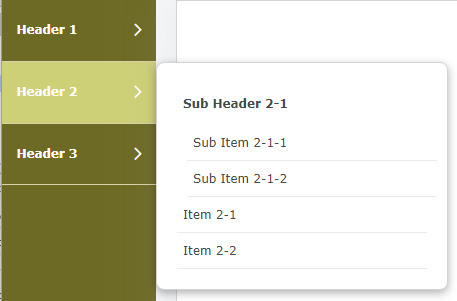 Header 1
Header 2
Header 3
Sub Header 2-1
Sub Item 2-1-1
Sub Item 2-1-2
Item 2-1
Item 2-2